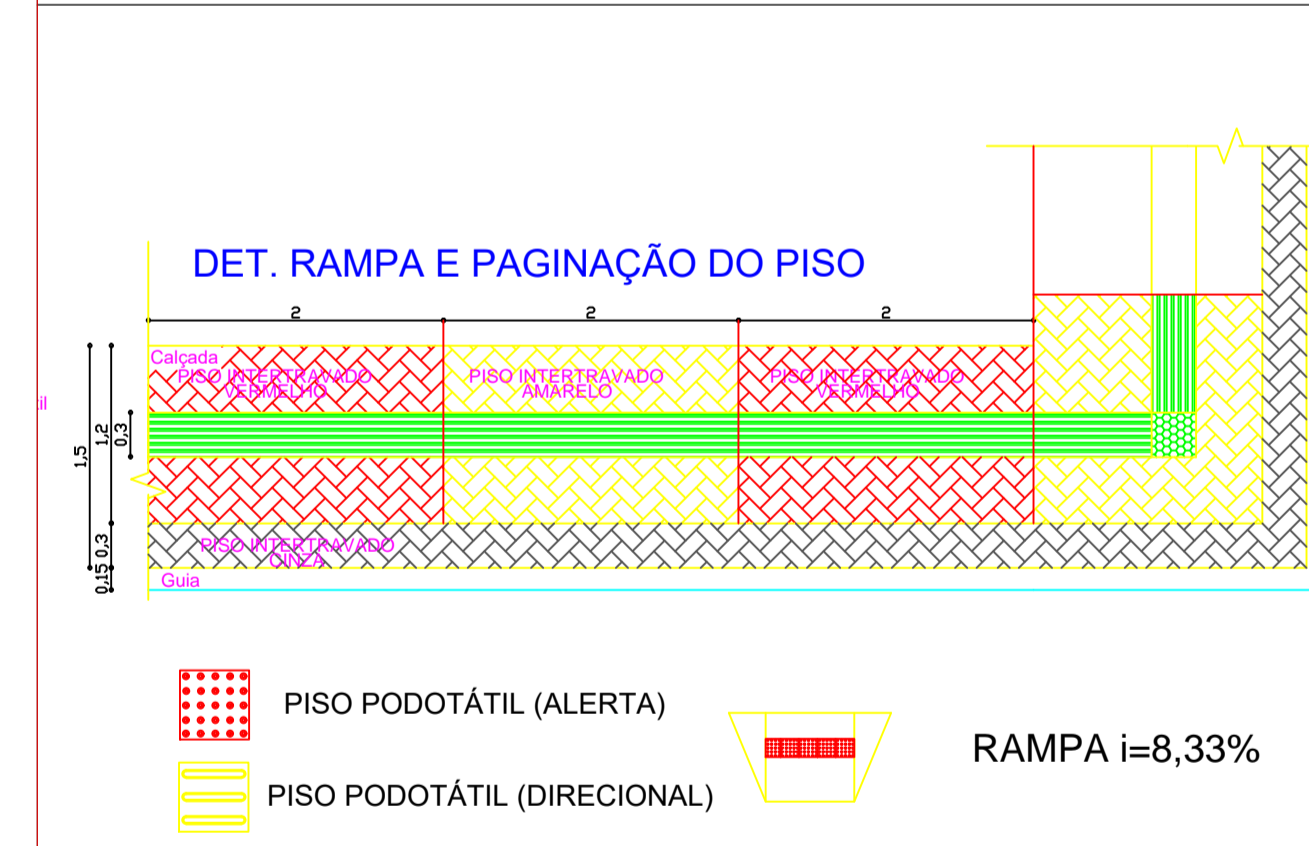 DET. RAMPA E PAGINAÇÃO DO PISO
2 2 2
Calçada
PISO INTERTRAVADO
VERMELHO
PISO INTERTRAVADO
AMARELO
PISO INTERTRAVADO
VERMELHO
il
1,5
1,2
0,3
0,3
0,15
PISO INTERTRAVADO
CINZA
Guia
PISO PODOTÁTIL (ALERTA)
PISO PODOTÁTIL (DIRECIONAL)
RAMPA i=8,33%